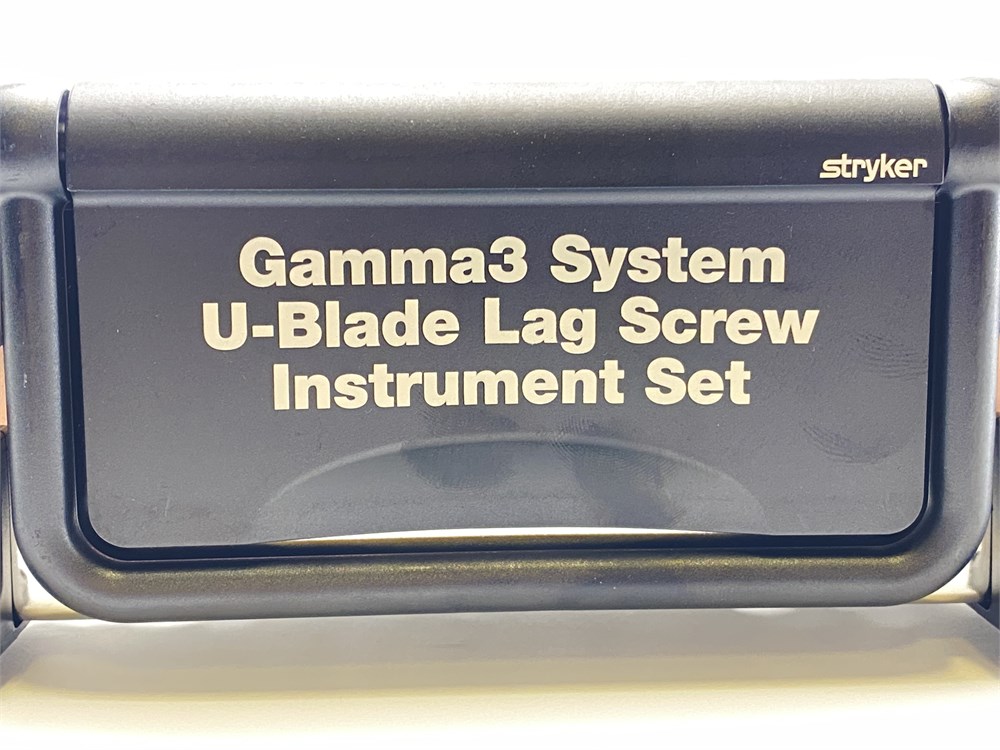 stryker
Gamma3 System
U-Blade Lag Screw
Instrument Set